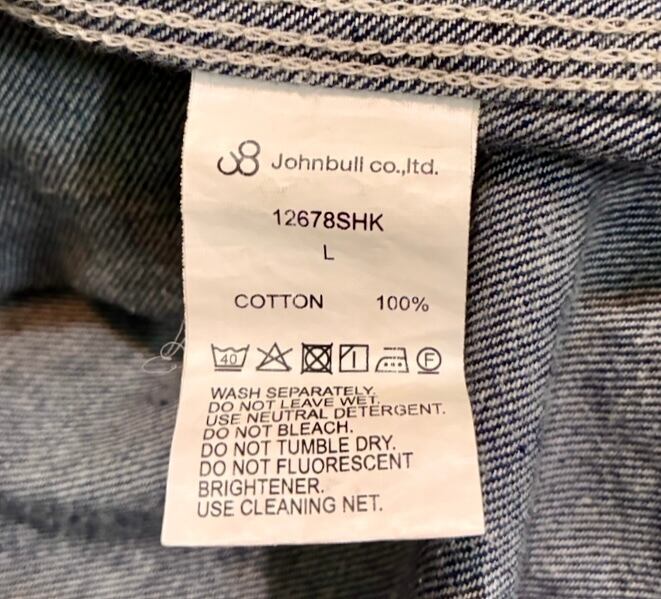 Johnbull co.,ltd.
12678SHK
L
COTTON 100%
40 F
WASH SEPARATELY.
DO NOT LEAVE WET.
USE NEUTRAL DETERGENT.
DO NOT BLEACH.
DO NOT TUMBLE DRY.
DO NOT FLUORESCENT
BRIGHTENER.
USE CLEANING NET.